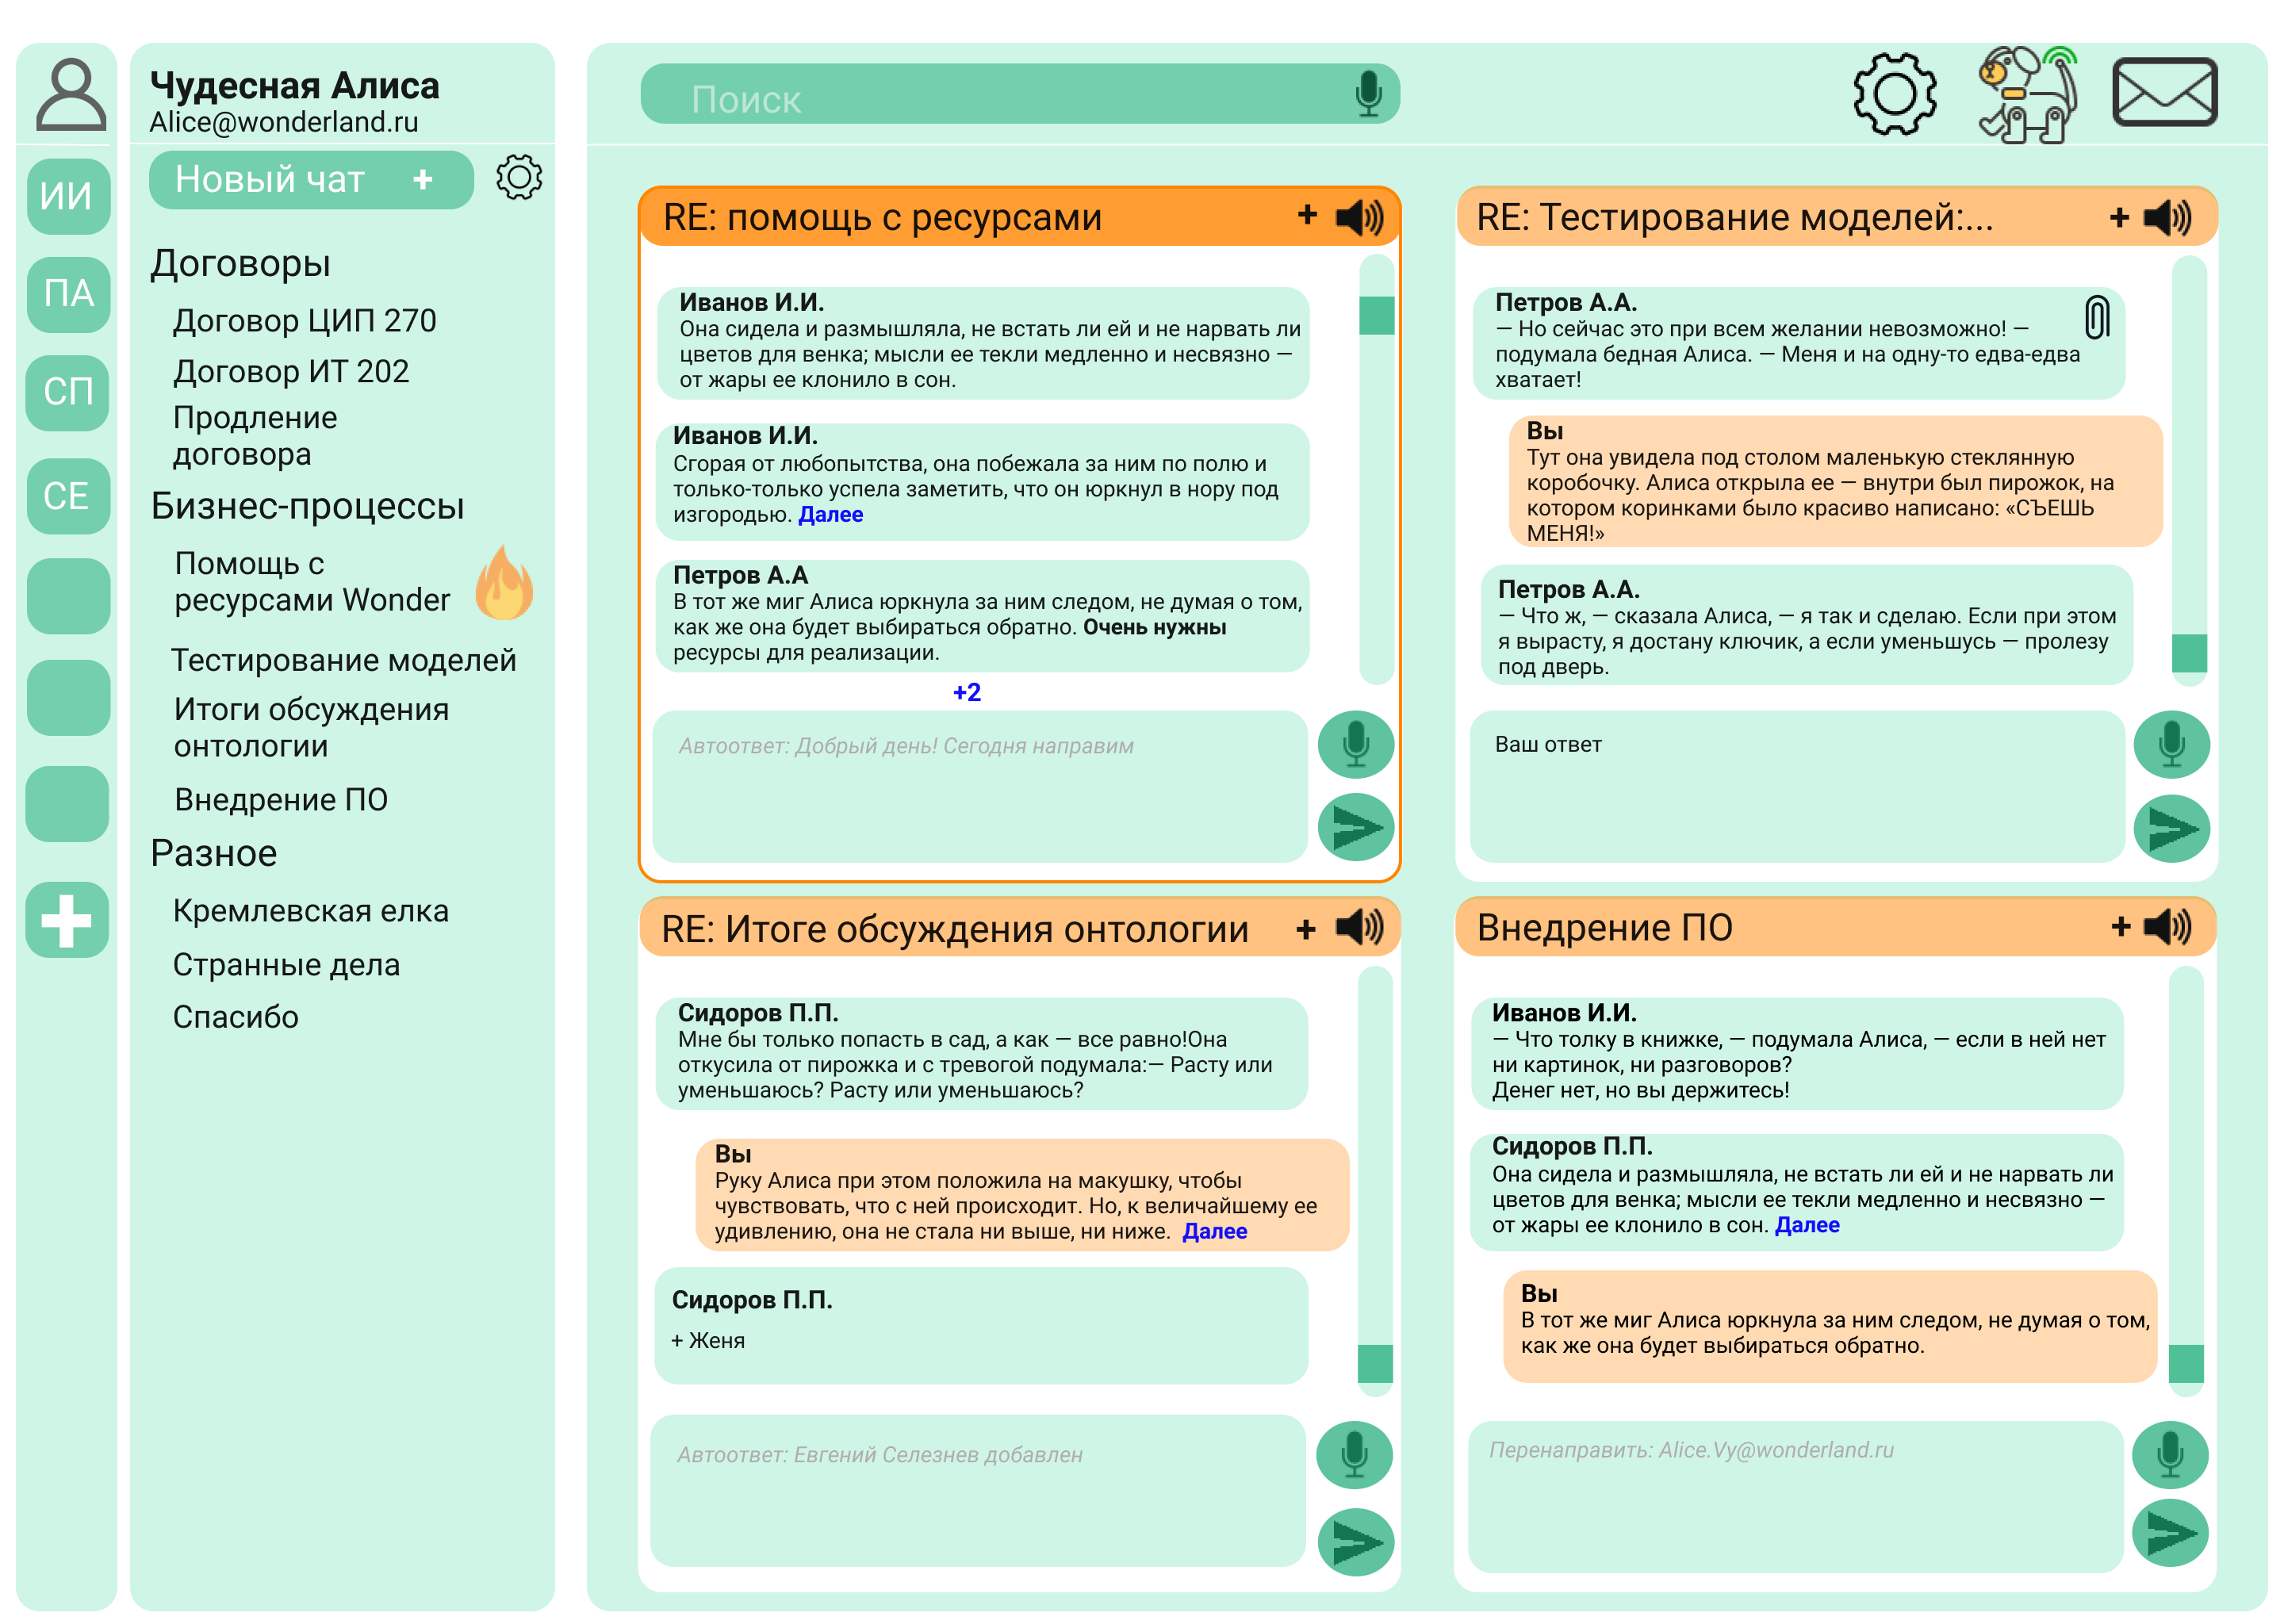 Чудесная Алиса
Alice@wonderland.ru
ИИ
ПА
СП
СЕ
Новый чат +
Договоры
Договор ЦИП 270
Договор ИТ 202
Продление
договора
Бизнес-процессы
Помощь с
ресурсами Wonder
Тестирование моделей
Итоги обсуждения
онтологии
Внедрение ПО
Разное
Кремлевская елка
Странные дела
Спасибо
Поиск
RE: помощь с ресурсами +
Иванов И.И.
Она сидела и размышляла, не встать ли ей и не нарвать ли
цветов для венка; мысли ее текли медленно и несвязно —
от жары ее клонило в сон.
Иванов И.И.
Сгорая от любопытства, она побежала за ним по полю и
только-только успела заметить, что он юркнул в нору под
изгородью. Далее
Петров А.А
В тот же миг Алиса юркнула за ним следом, не думая о том,
как же она будет выбираться обратно. Очень нужны
ресурсы для реализации.
+2
Автоответ: Добрый день! Сегодня направим
RE: Тестирование моделей:... +
Петров А.А.
— Но сейчас это при всем желании невозможно! —
подумала бедная Алиса. — Меня и на одну-то едва-едва
хватает!
Вы
Тут она увидела под столом маленькую стеклянную
коробочку. Алиса открыла ее — внутри был пирожок, на
котором коринками было красиво написано: «СЪЕШЬ
МЕНЯ!»
Петров А.А.
— Что ж, — сказала Алиса, — я так и сделаю. Если при этом
я вырасту, я достану ключик, а если уменьшусь — пролезу
под дверь.
Ваш ответ
RE: Итоге обсуждения онтологии +
Сидоров П.П.
Мне бы только попасть в сад, а как — все равно!Она
откусила от пирожка и с тревогой подумала:— Расту или
уменьшаюсь? Расту или уменьшаюсь?
Вы
Руку Алиса при этом положила на макушку, чтобы
чувствовать, что с ней происходит. Но, к величайшему ее
удивлению, она не стала ни выше, ни ниже. Далее
Сидоров П.П.
+ Женя
Автоответ: Евгений Селезнев добавлен
Внедрение ПО +
Иванов И.И.
— Что толку в книжке, — подумала Алиса, — если в ней нет
ни картинок, ни разговоров?
Денег нет, но вы держитесь!
Сидоров П.П.
Она сидела и размышляла, не встать ли ей и не нарвать ли
цветов для венка; мысли ее текли медленно и несвязно —
от жары ее клонило в сон. Далее
Вы
В тот же миг Алиса юркнула за ним следом, не думая о том,
как же она будет выбираться обратно.
Перенаправить: Alice.Vy@wonderland.ru